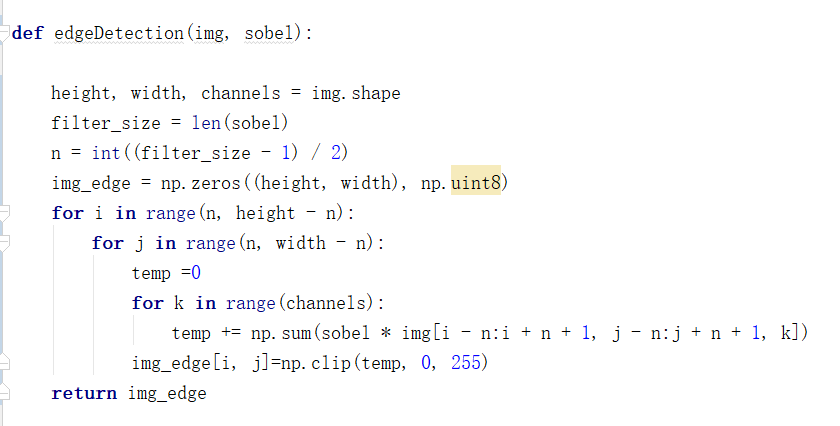 def edgeDetection(img, sobel):
    height, width, channels = img.shape
    filter_size = len(sobel)
    n = int((filter_size - 1) / 2)
    img_edge = np.zeros((height, width), np.uint8)
    for i in range(n, height - n):
        for j in range(n, width - n):
            temp =0
            for k in range(channels):
                temp += np.sum(sobel * img[i - n:i + n + 1, j - n:j + n + 1, k])
            img_edge[i, j]=np.clip(temp, 0, 255)
    return img_edge